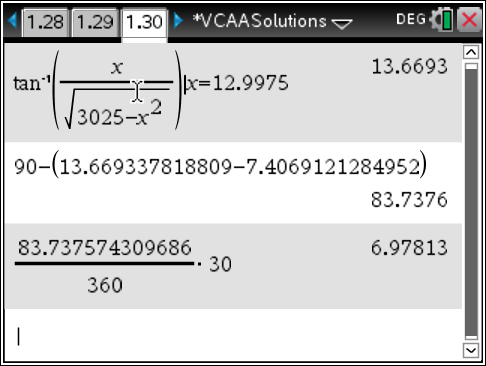 1.28 1.29 1.30 *VCAASolutions DEG
tan⁻¹(x/√(3025−x²))|x=12.9975 13.6693
90−(13.669337818809−7.4069121284952)
83.7376
83.737574309686/360 · 30 6.97813